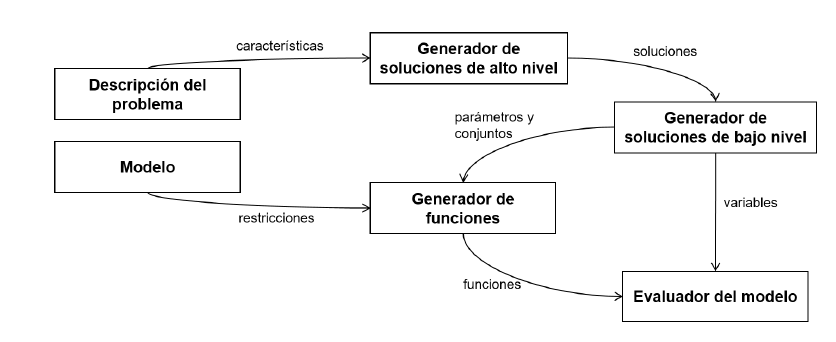 características
Generador de
soluciones de alto nivel
soluciones
Descripción del
problema
parámetros y
conjuntos
Generador de
soluciones de bajo nivel
Modelo
Generador de
funciones
restricciones
variables
funciones
Evaluador del modelo